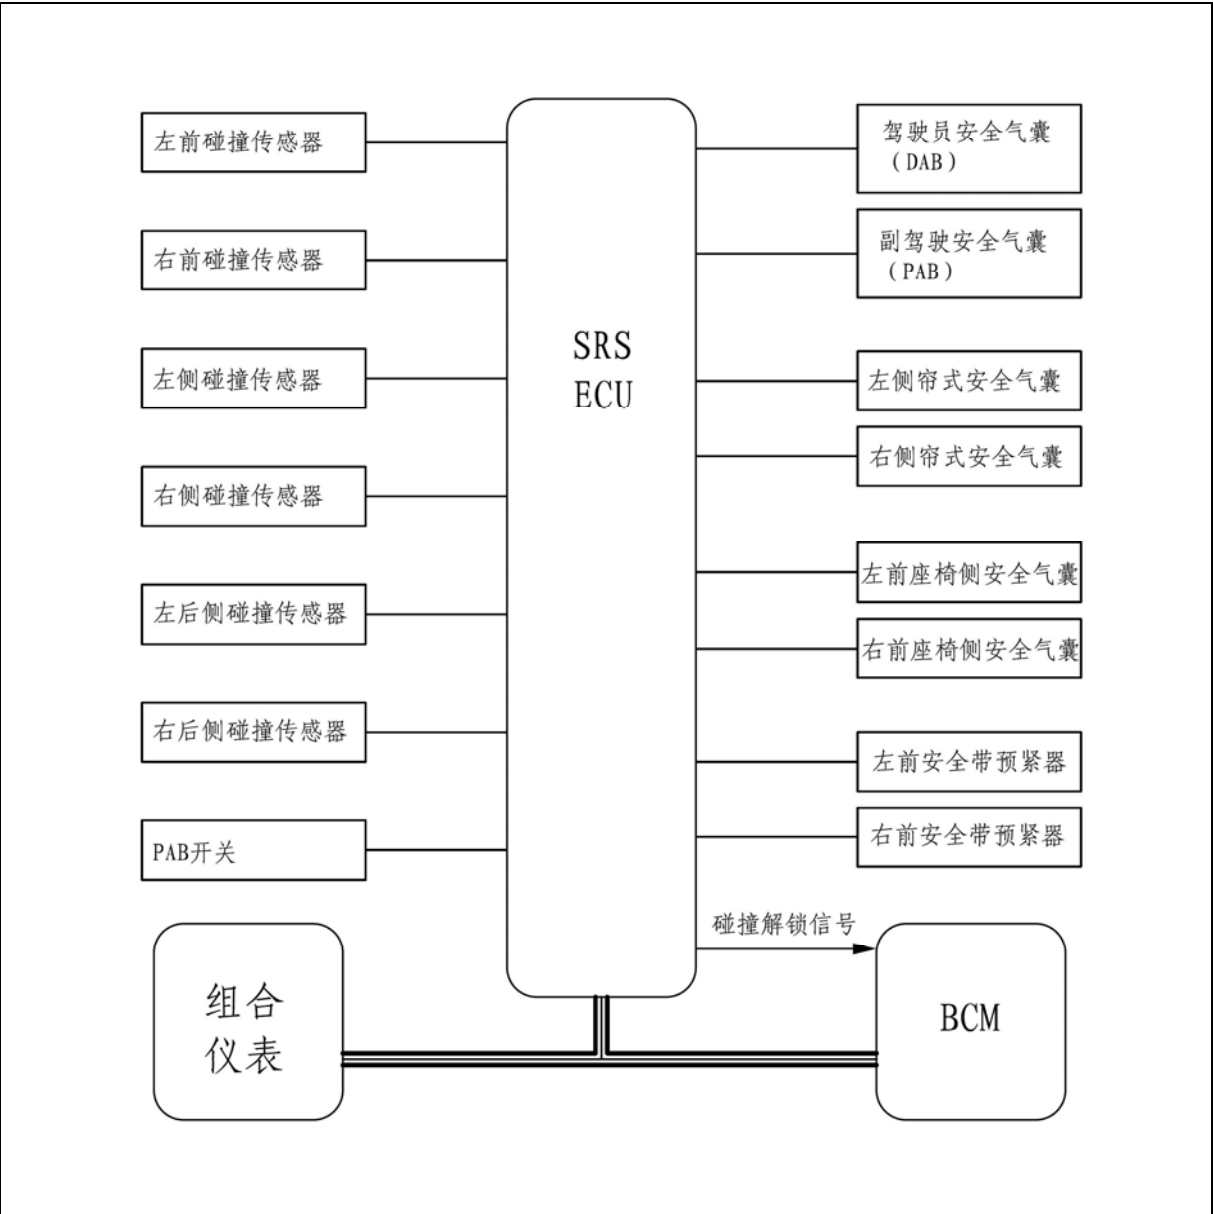 左前碰撞传感器
右前碰撞传感器
左侧碰撞传感器
右侧碰撞传感器
左后侧碰撞传感器
右后侧碰撞传感器
PAB开关
SRS
ECU
驾驶员安全气囊
（DAB）
副驾驶安全气囊
（PAB）
左侧帘式安全气囊
右侧帘式安全气囊
左前座椅侧安全气囊
右前座椅侧安全气囊
左前安全带预紧器
右前安全带预紧器
碰撞解锁信号
组合
仪表
BCM